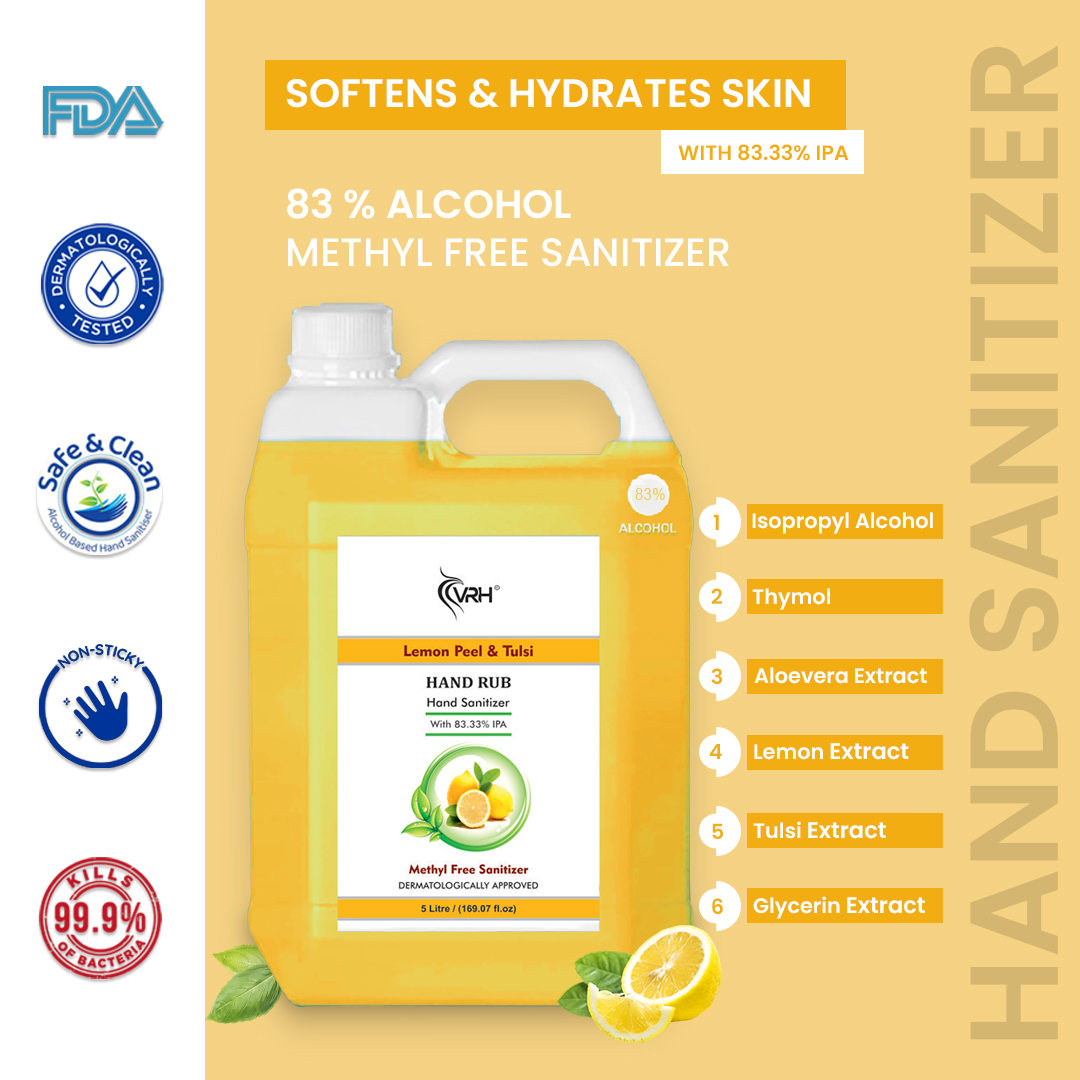 FDA
DERMATOLOGICALLY
TESTED
Safe & Clean
Alcohol Based Hand Sanitiser
NON-STICKY
KILLS
99.9%
OF BACTERIA
SOFTENS & HYDRATES SKIN
WITH 83.33% IPA
83 % ALCOHOL
METHYL FREE SANITIZER
83%
ALCOHOL
VRH©
Lemon Peel & Tulsi
HAND RUB
Hand Sanitizer
With 83.33% IPA
Methyl Free Sanitizer
DERMATOLOGICALLY APPROVED
5 Litre / (169.07 fl.oz)
1 Isopropyl Alcohol
2 Thymol
3 Aloevera Extract
4 Lemon Extract
5 Tulsi Extract
6 Glycerin Extract
HAND SANITIZER